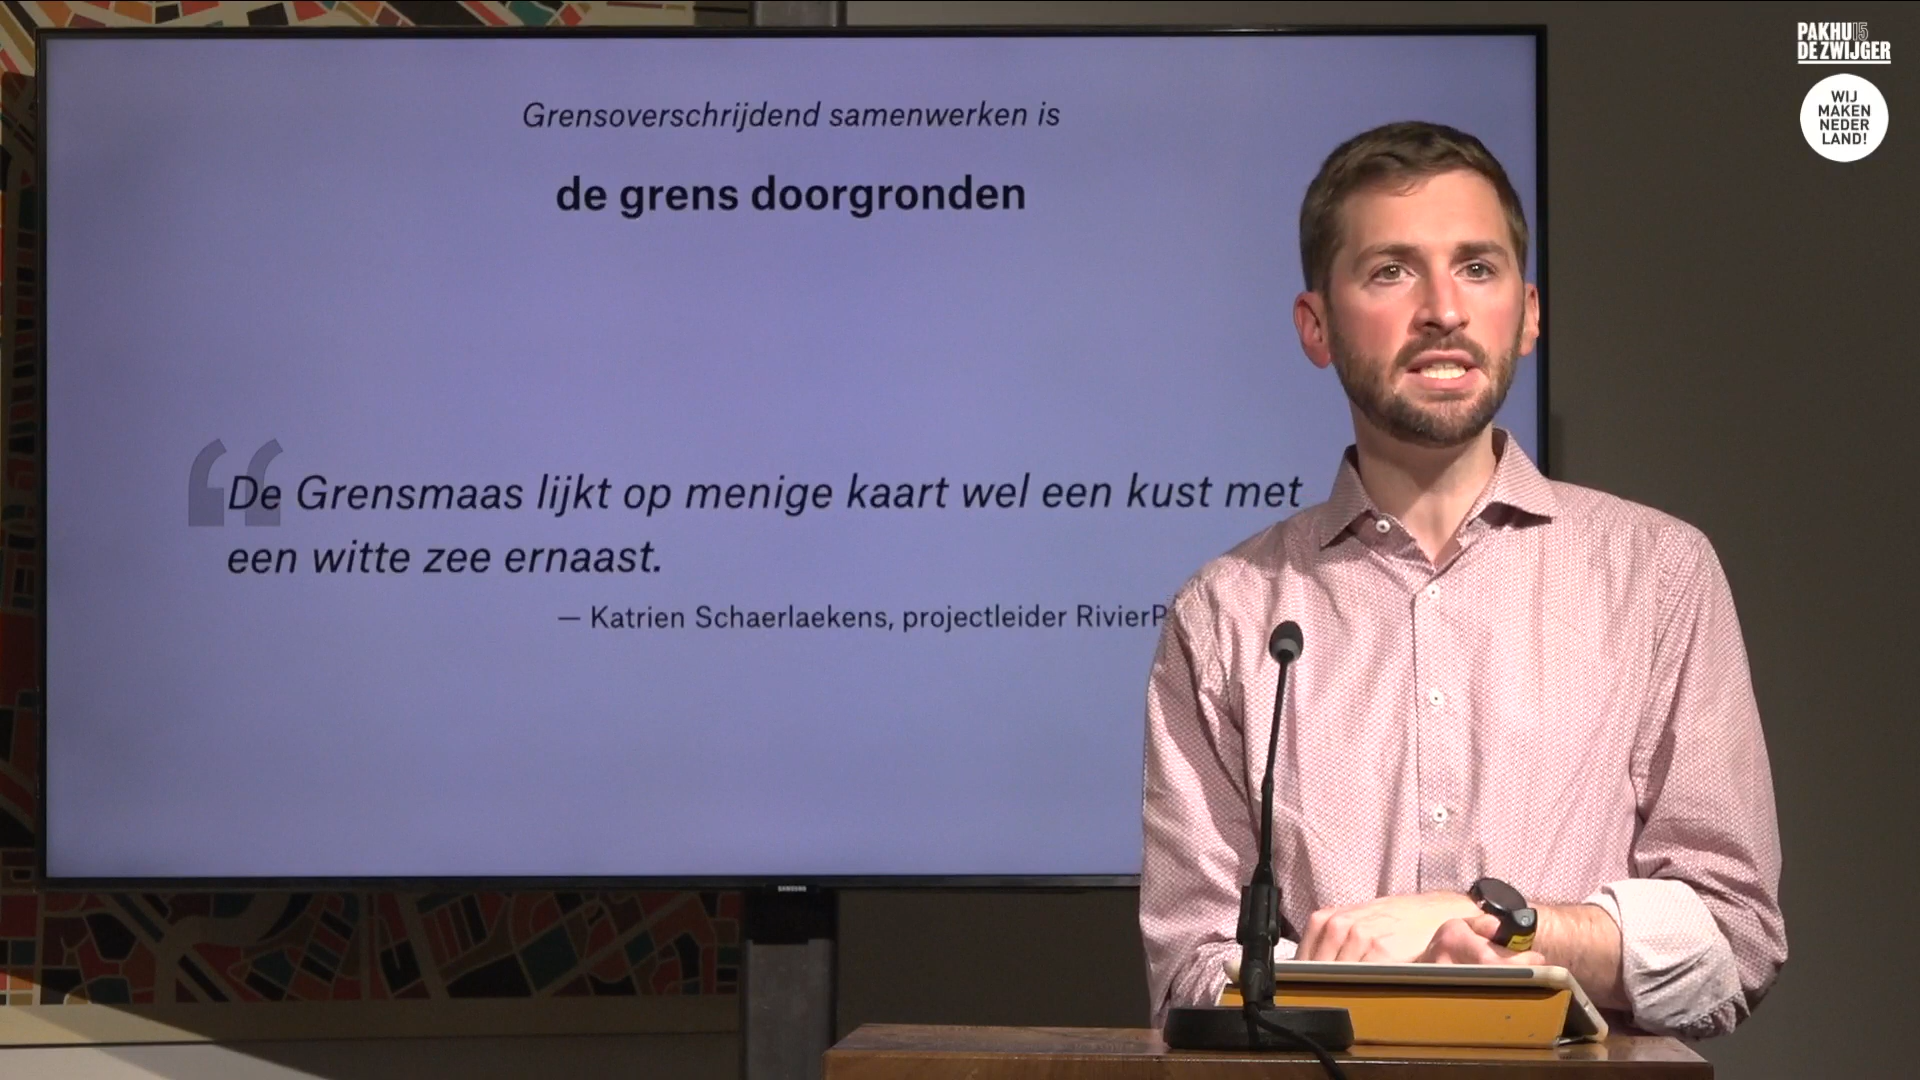 Grensoverschrijdend samenwerken is
de grens doorgronden
“De Grensmaas lijkt op menige kaart wel een kust met
een witte zee ernaast.
— Katrien Schaerlaekens, projectleider
SAMSUNG
PAKHUIS
DE ZWIJGER
WIJ
MAKEN
NEDER
LAND!